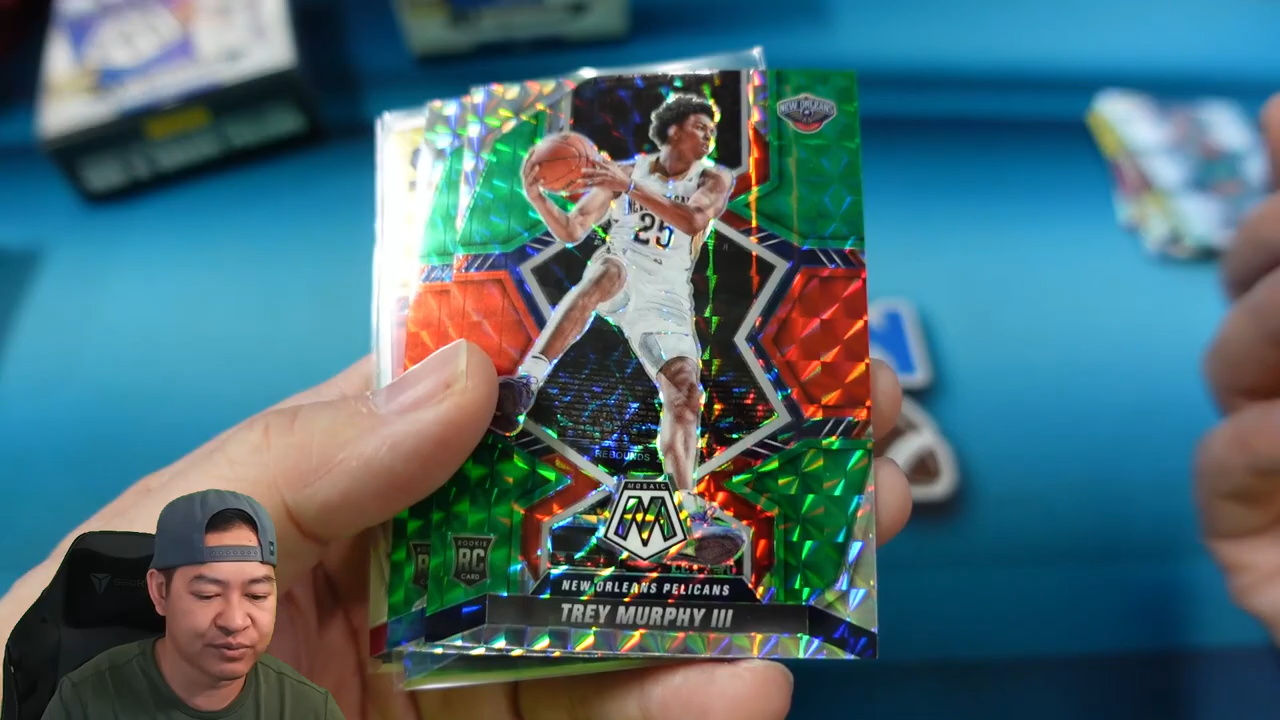 NEW ORLEANS
25
REBOUNDS
MOSAIC
ROOKIE
RC
CARD
NEW ORLEANS PELICANS
TREY MURPHY III